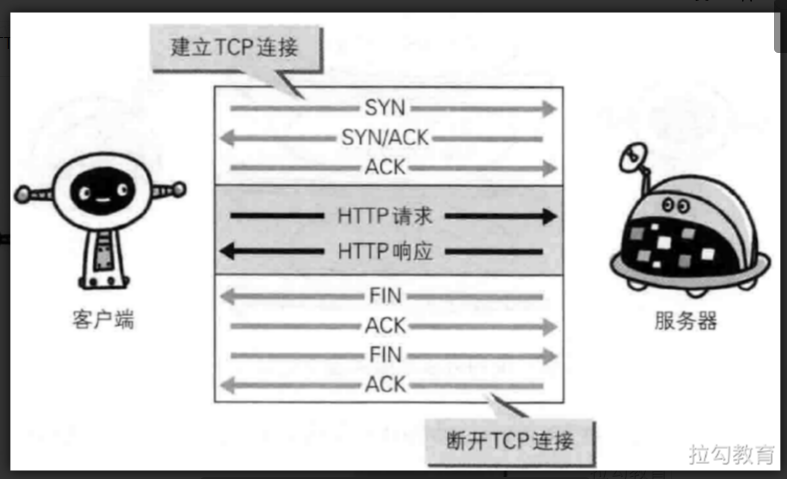 建立TCP连接
SYN
SYN/ACK
ACK
HTTP请求
HTTP响应
FIN
ACK
FIN
ACK
客户端
服务器
断开TCP连接
拉勾教育